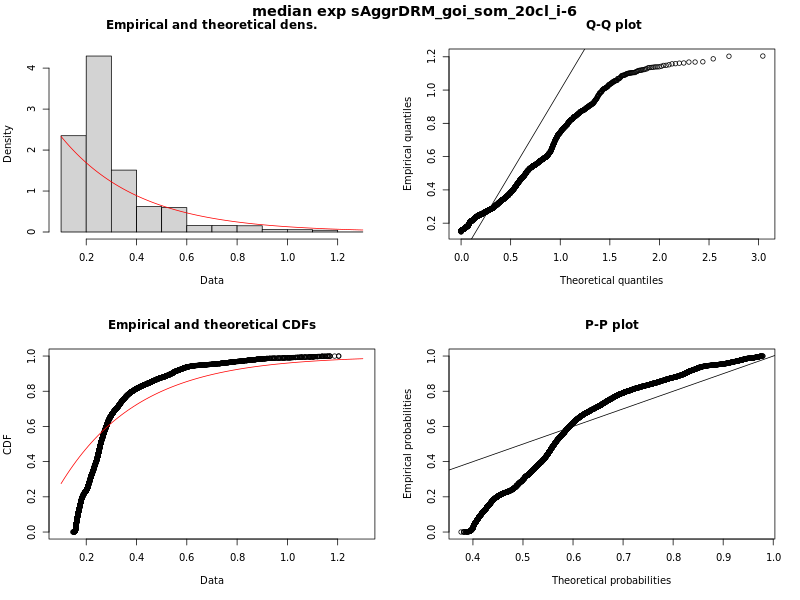 median exp sAggrDRM_goi_som_20cl_i-6
Empirical and theoretical dens.
Density
0 1 2 3 4
0.2 0.4 0.6 0.8 1.0 1.2
Data
Q-Q plot
Empirical quantiles
0.2 0.4 0.6 0.8 1.0 1.2
0.0 0.5 1.0 1.5 2.0 2.5 3.0
Theoretical quantiles
Empirical and theoretical CDFs
CDF
0.0 0.2 0.4 0.6 0.8 1.0
0.2 0.4 0.6 0.8 1.0 1.2
Data
P-P plot
Empirical probabilities
0.0 0.2 0.4 0.6 0.8 1.0
0.4 0.5 0.6 0.7 0.8 0.9 1.0
Theoretical probabilities